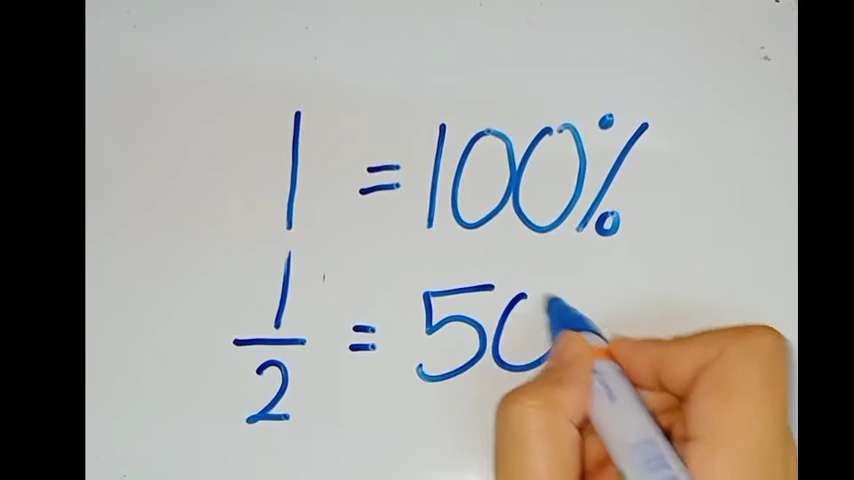 1 = 100%
1/2 = 50